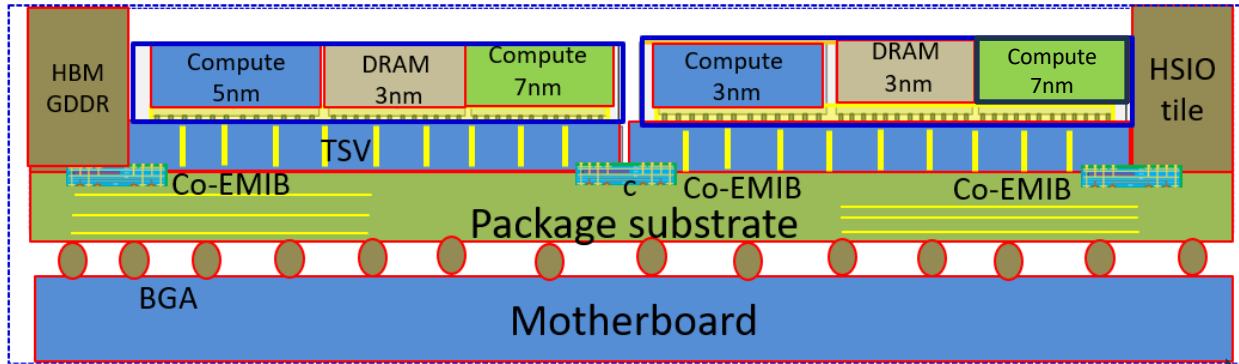 HBM
GDDR
Compute
5nm
DRAM
3nm
Compute
7nm
Compute
3nm
DRAM
3nm
Compute
7nm
HSIO
tile
TSV
Co-EMIB
c
Co-EMIB
Co-EMIB
Package substrate
BGA
Motherboard